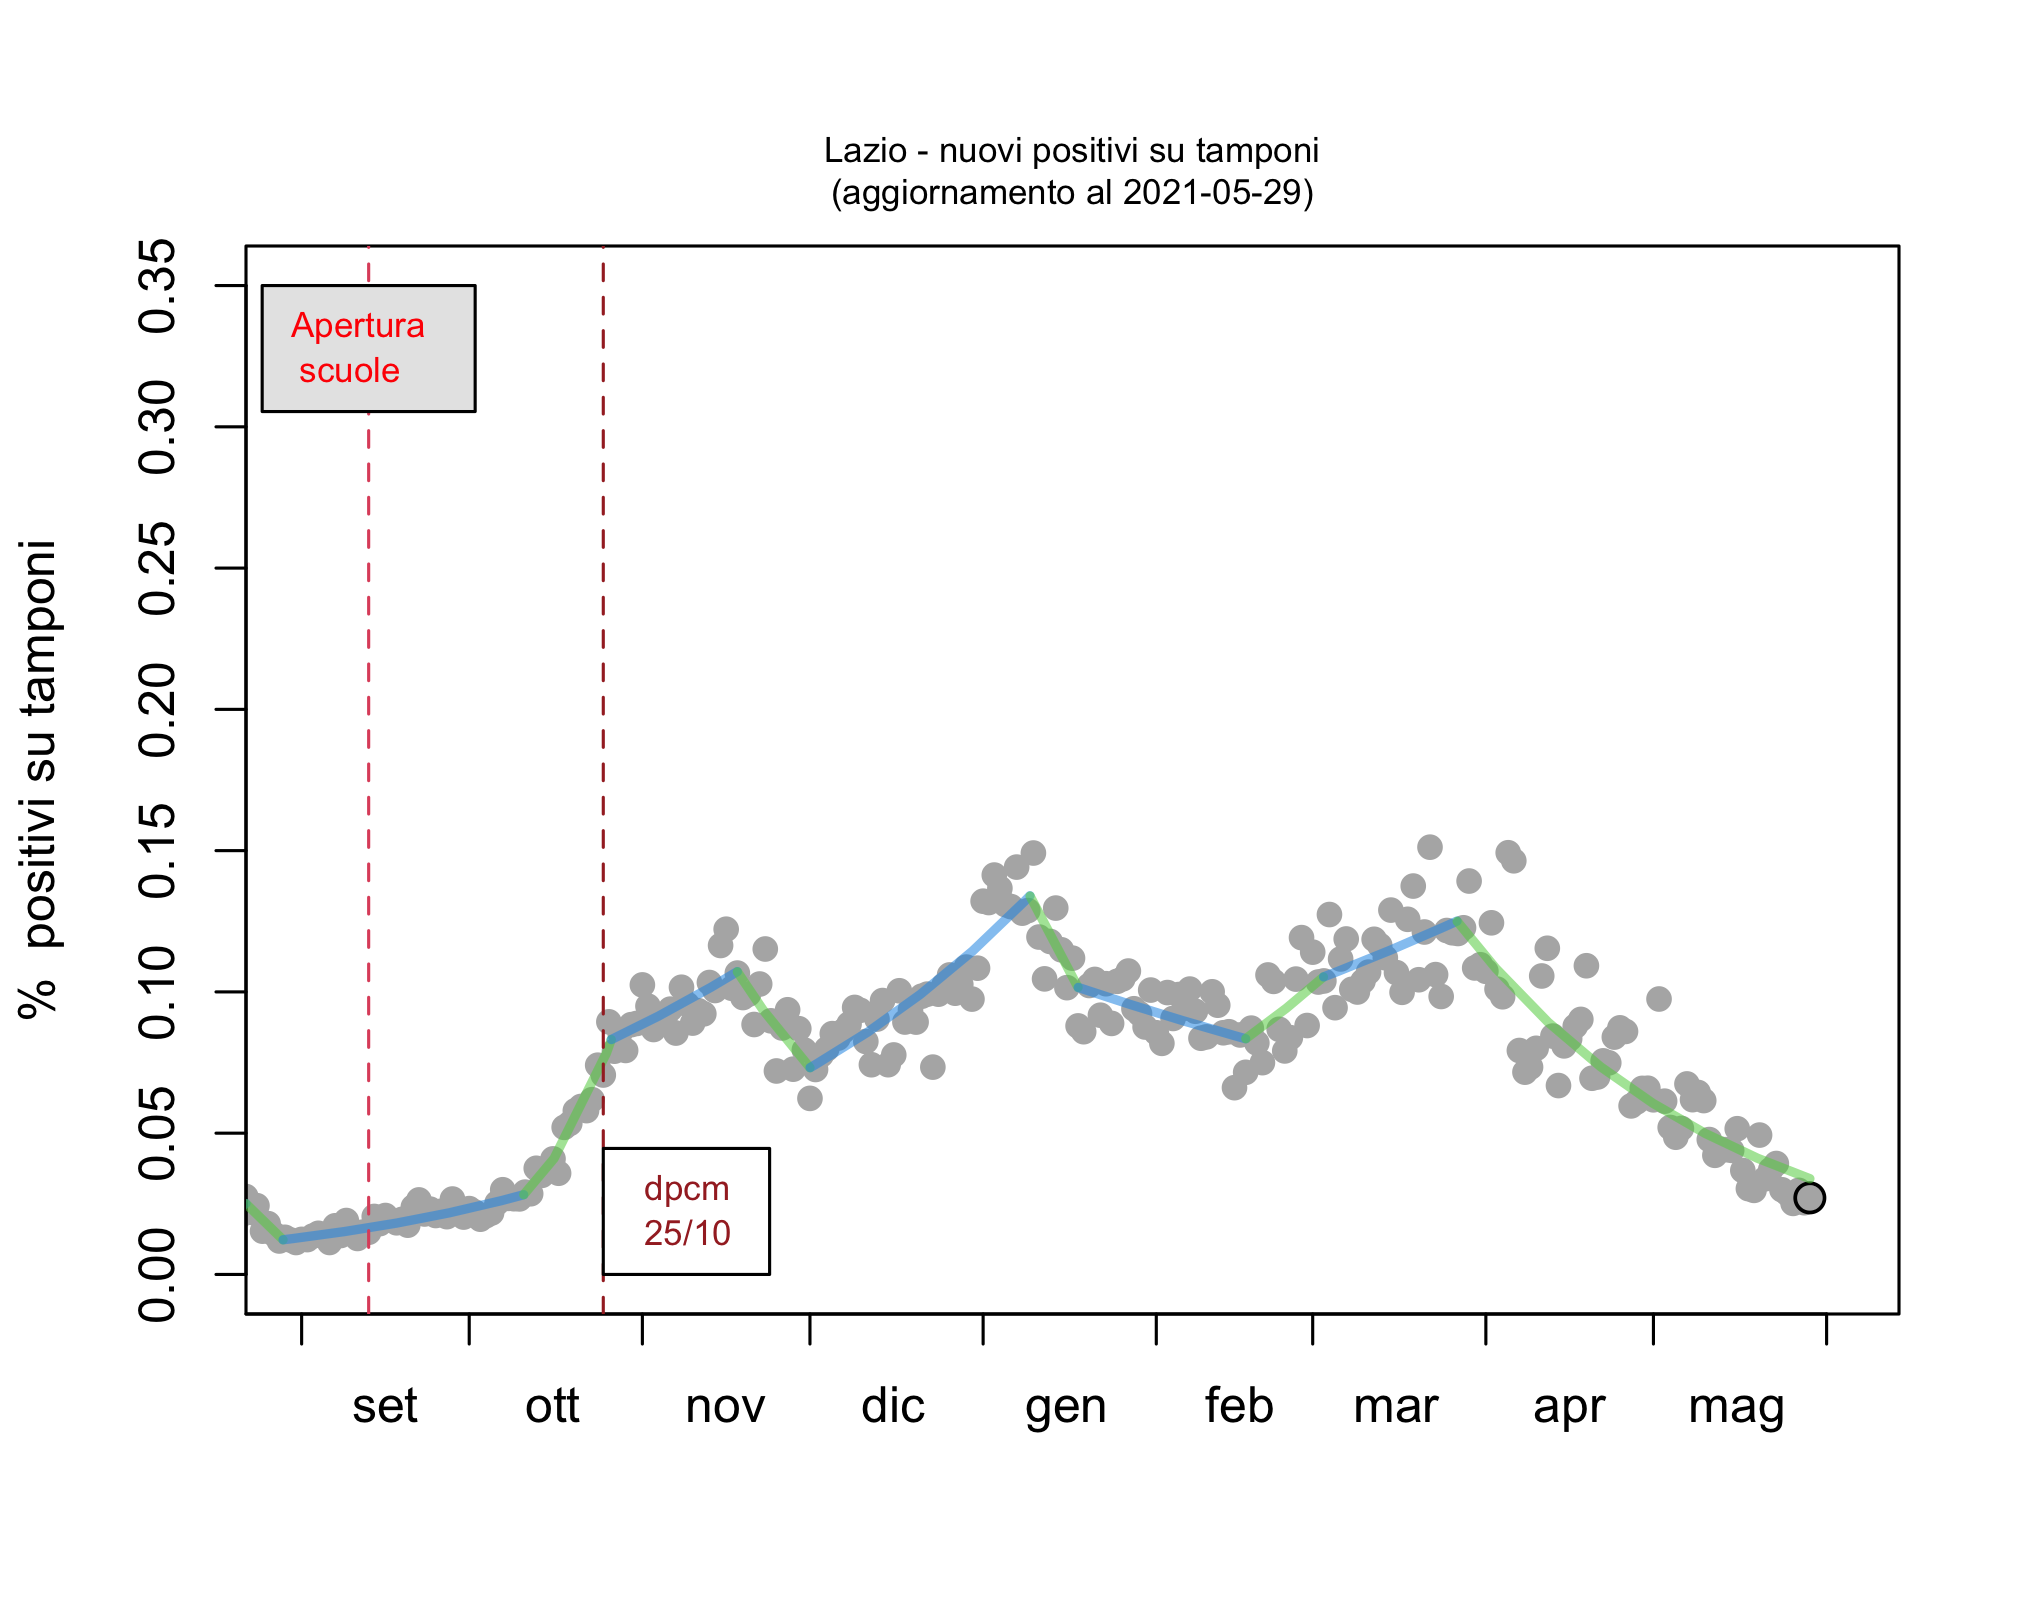 Lazio - nuovi positivi su tamponi
(aggiornamento al 2021-05-29)
% positivi su tamponi
0.35
0.30
0.25
0.20
0.15
0.10
0.05
0.00
Apertura
scuole
dpcm
25/10
set ott nov dic gen feb mar apr mag